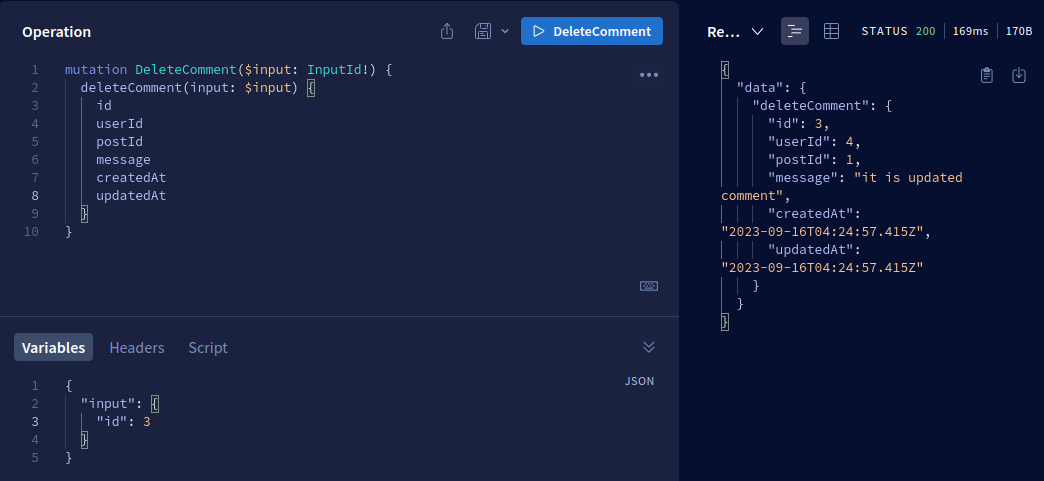 Operation
DeleteComment
1 mutation DeleteComment($input: InputId!) {
2 deleteComment(input: $input) {
3 id
4 userId
5 postId
6 message
7 createdAt
8 updatedAt
9 }
10 }
Variables Headers Script
JSON
1 {
2 "input": {
3 "id": 3
4 }
5 }
Re... STATUS 200 169ms 170B
{
"data": {
"deleteComment": {
"id": 3,
"userId": 4,
"postId": 1,
"message": "it is updated
comment",
"createdAt":
"2023-09-16T04:24:57.415Z",
"updatedAt":
"2023-09-16T04:24:57.415Z"
}
}
}